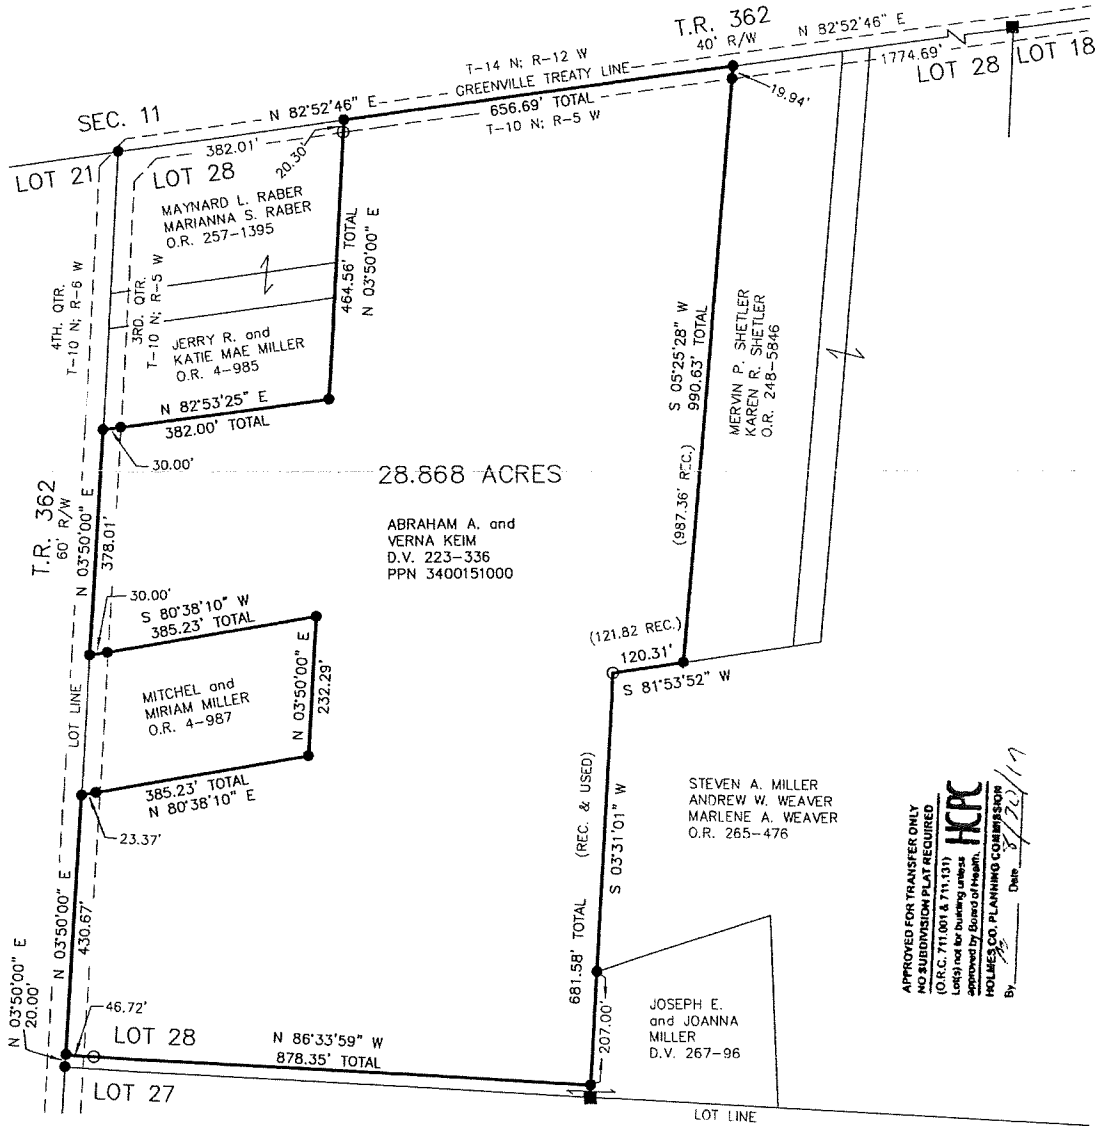 T.R. 362
40' R/W
N 82°52'46" E
1774.69'
LOT 28
LOT 18
T-14 N; R-12 W
GREENVILLE TREATY LINE
656.69' TOTAL
T-10 N; R-5 W
19.94'
SEC. 11
N 82°52'46" E
382.01'
20.30'
LOT 21
LOT 28
MAYNARD L. RABER
MARIANNA S. RABER
O.R. 257-1395
464.56' TOTAL
N 03°50'00" E
4TH. QTR.
T-10 N; R-6 W
3RD. QTR.
T-10 N; R-5 W
JERRY R. and
KATIE MAE MILLER
O.R. 4-985
N 82°53'25" E
382.00' TOTAL
30.00'
S 05°25'28" W
990.63' TOTAL
(987.36' REC.)
MERVIN P. SHETLER
KAREN R. SHETLER
O.R. 248-5846
28.868 ACRES
ABRAHAM A. and
VERNA KEIM
D.V. 223-336
PPN 3400151000
T.R. 362
60' R/W
N 03°50'00" E
378.01'
30.00'
S 80°38'10" W
385.23' TOTAL
N 03°50'00" E
232.29'
MITCHEL and
MIRIAM MILLER
O.R. 4-987
LOT LINE
385.23' TOTAL
N 80°38'10" E
23.37'
(121.82 REC.)
120.31'
S 81°53'52" W
(REC. & USED)
S 03°31'01" W
681.58' TOTAL
207.00'
STEVEN A. MILLER
ANDREW W. WEAVER
MARLENE A. WEAVER
O.R. 265-476
JOSEPH E.
and JOANNA
MILLER
D.V. 267-96
N 03°50'00" E
430.67'
N 03°50'00" E
20.00'
46.72'
LOT 28
N 86°33'59" W
878.35' TOTAL
LOT 27
LOT LINE
APPROVED FOR TRANSFER ONLY
NO SUBDIVISION PLAT REQUIRED
(O.R.C. 711.001 & 711.131)
Lot(s) not for building unless
approved by Board of Health.
HCPC
HOLMES CO. PLANNING COMMISSION
By Date